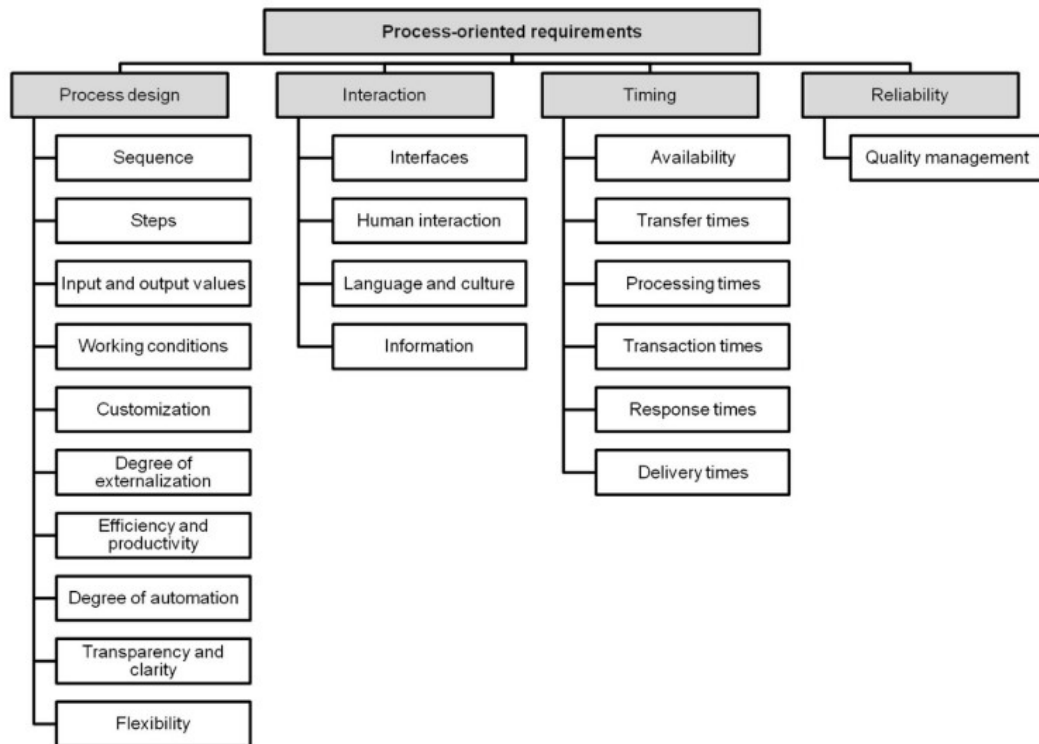 Process-oriented requirements
Process design
Sequence
Steps
Input and output values
Working conditions
Customization
Degree of
externalization
Efficiency and
productivity
Degree of automation
Transparency and
clarity
Flexibility
Interaction
Interfaces
Human interaction
Language and culture
Information
Timing
Availability
Transfer times
Processing times
Transaction times
Response times
Delivery times
Reliability
Quality management